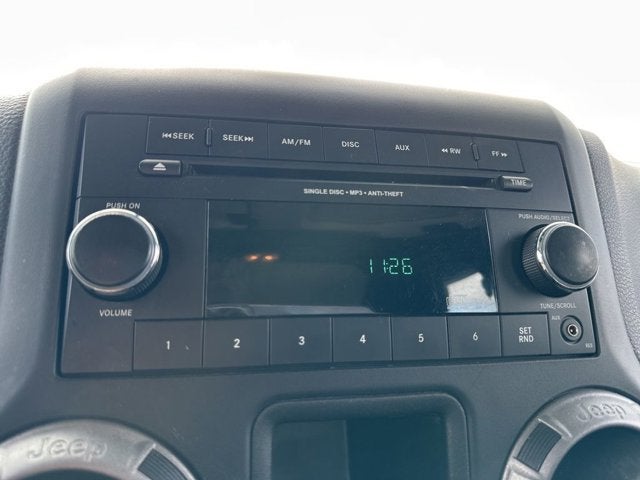 SEEK
SEEK
AM/FM
DISC
AUX
RW
FF
TIME
SINGLE DISC • MP3 • ANTI-THEFT
PUSH ON
PUSH AUDIO/SELECT
11:26
VOLUME
TUNE/SCROLL
1
2
3
4
5
6
SET
RND
AUX
AUX
Jeep
Jeep